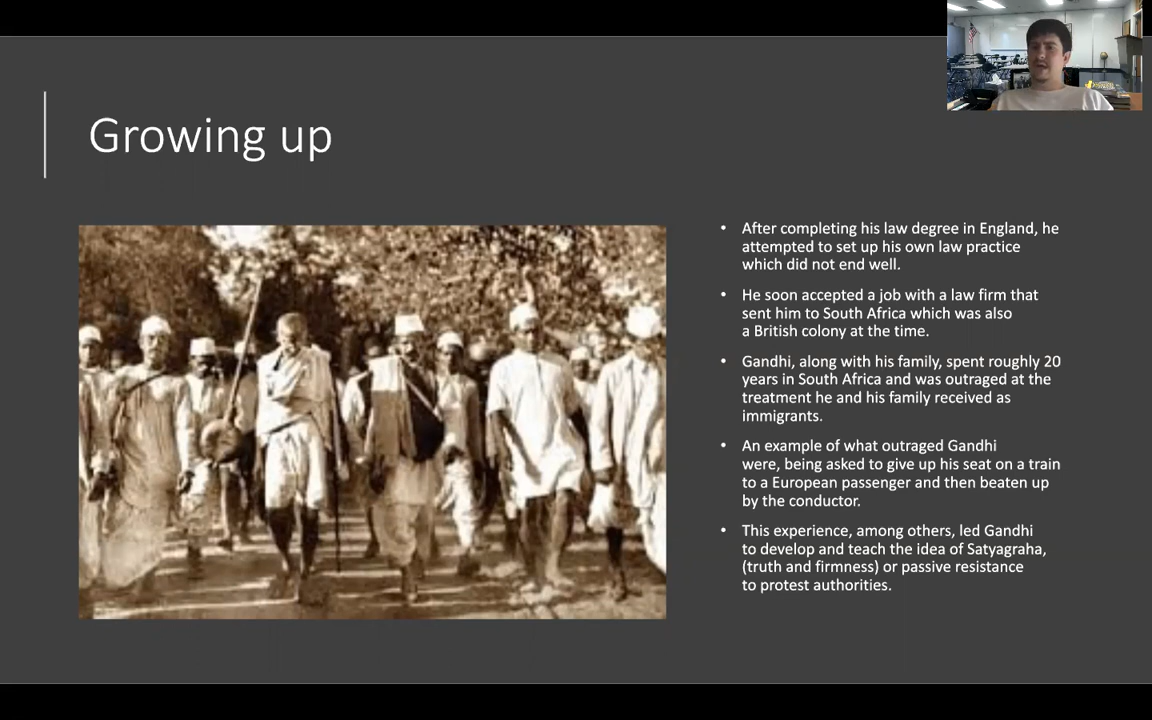 Growing up
• After completing his law degree in England, he
attempted to set up his own law practice
which did not end well.
• He soon accepted a job with a law firm that
sent him to South Africa which was also
a British colony at the time.
• Gandhi, along with his family, spent roughly 20
years in South Africa and was outraged at the
treatment he and his family received as
immigrants.
• An example of what outraged Gandhi
were, being asked to give up his seat on a train
to a European passenger and then beaten up
by the conductor.
• This experience, among others, led Gandhi
to develop and teach the idea of Satyagraha,
(truth and firmness) or passive resistance
to protest authorities.